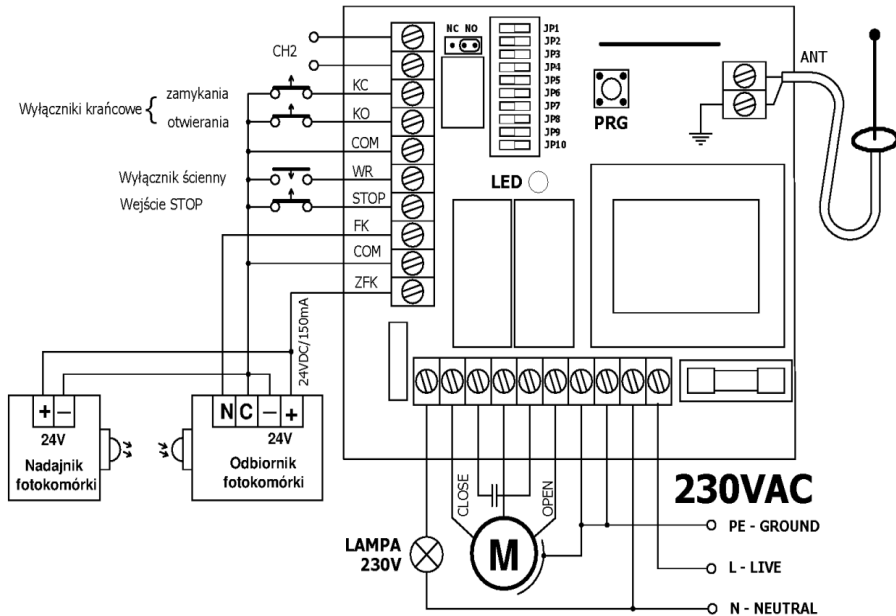 NC NO
JP1
JP2
JP3
JP4
JP5
JP6
JP7
JP8
JP9
JP10
PRG
ANT
LED
CH2
Wyłączniki krańcowe
zamykania
otwierania
KC
KO
COM
Wyłącznik ścienny
WR
Wejście STOP
STOP
FK
COM
ZFK
24VDC/150mA
+ –
24V
Nadajnik
fotokomórki
N C – +
24V
Odbiornik
fotokomórki
CLOSE
OPEN
M
LAMPA
230V
230VAC
PE - GROUND
L - LIVE
N - NEUTRAL